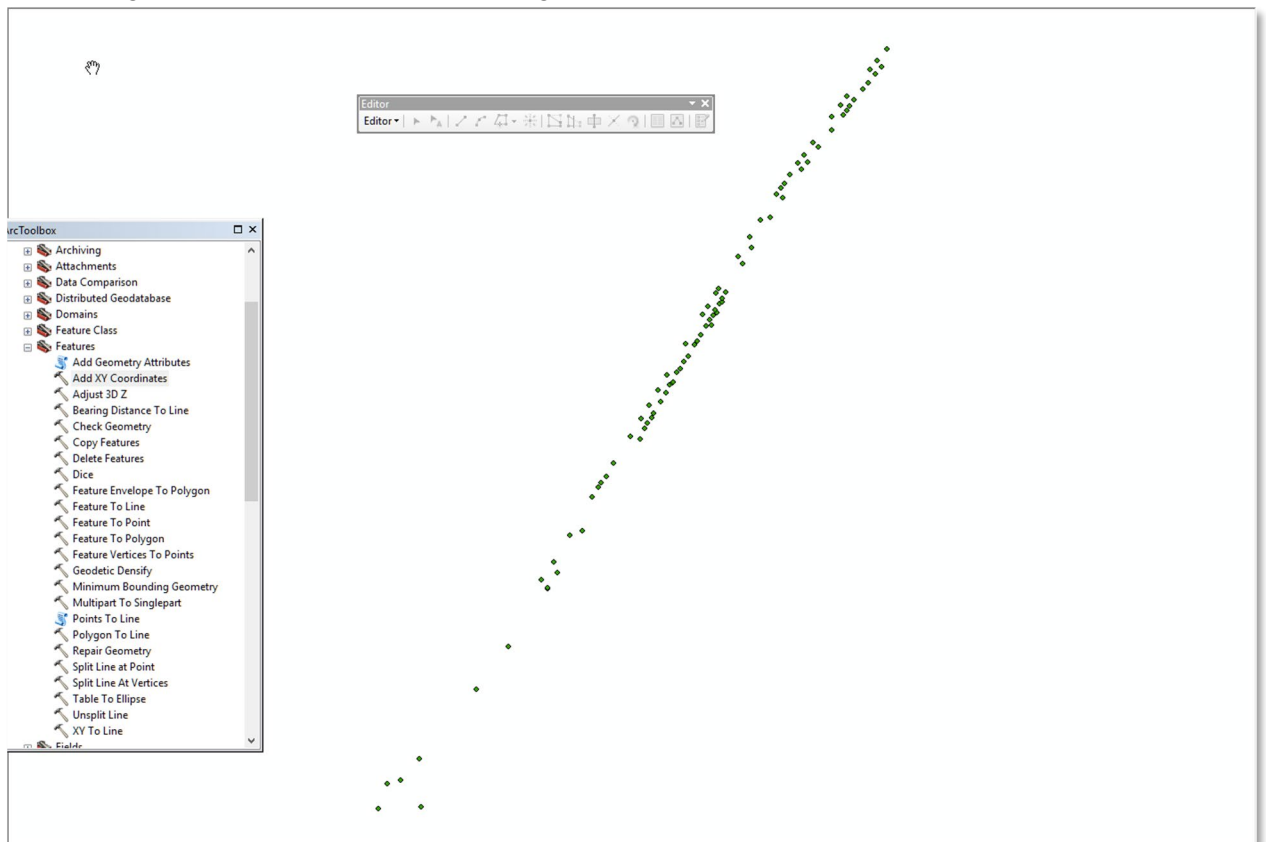 Editor
Editor
rcToolbox
Archiving
Attachments
Data Comparison
Distributed Geodatabase
Domains
Feature Class
Features
Add Geometry Attributes
Add XY Coordinates
Adjust 3D Z
Bearing Distance To Line
Check Geometry
Copy Features
Delete Features
Dice
Feature Envelope To Polygon
Feature To Line
Feature To Point
Feature To Polygon
Feature Vertices To Points
Geodetic Densify
Minimum Bounding Geometry
Multipart To Singlepart
Points To Line
Polygon To Line
Repair Geometry
Split Line at Point
Split Line At Vertices
Table To Ellipse
Unsplit Line
XY To Line
Fields